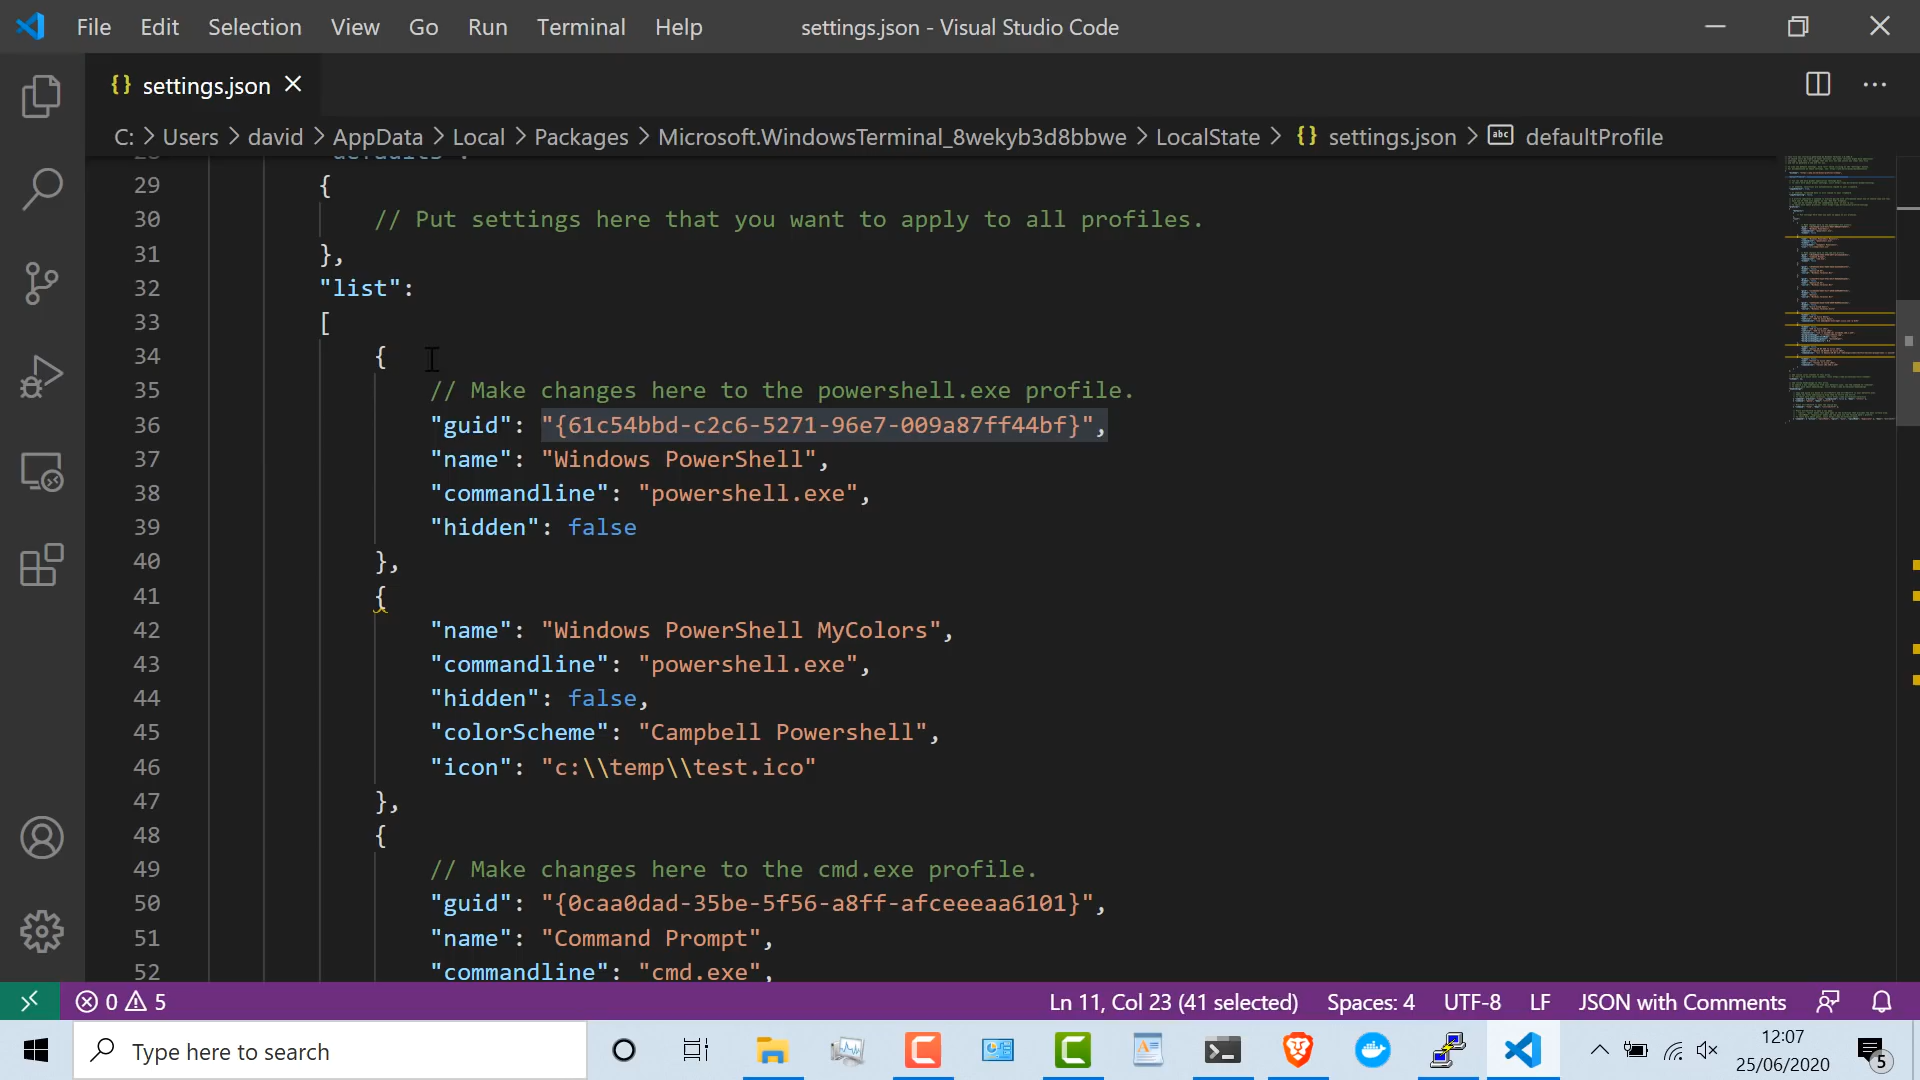 File Edit Selection View Go Run Terminal Help settings.json - Visual Studio Code
{} settings.json
C: > Users > david > AppData > Local > Packages > Microsoft.WindowsTerminal_8wekyb3d8bbwe > LocalState > {} settings.json > abc defaultProfile
29 {
30 // Put settings here that you want to apply to all profiles.
31 },
32 "list":
33 [
34 {
35 // Make changes here to the powershell.exe profile.
36 "guid": "{61c54bbd-c2c6-5271-96e7-009a87ff44bf}",
37 "name": "Windows PowerShell",
38 "commandline": "powershell.exe",
39 "hidden": false
40 },
41 {
42 "name": "Windows PowerShell MyColors",
43 "commandline": "powershell.exe",
44 "hidden": false,
45 "colorScheme": "Campbell Powershell",
46 "icon": "c:\\temp\\test.ico"
47 },
48 {
49 // Make changes here to the cmd.exe profile.
50 "guid": "{0caa0dad-35be-5f56-a8ff-afceeeaa6101}",
51 "name": "Command Prompt",
52 "commandline": "cmd.exe",
0 5 Ln 11, Col 23 (41 selected) Spaces: 4 UTF-8 LF JSON with Comments
Type here to search
12:07
25/06/2020
5